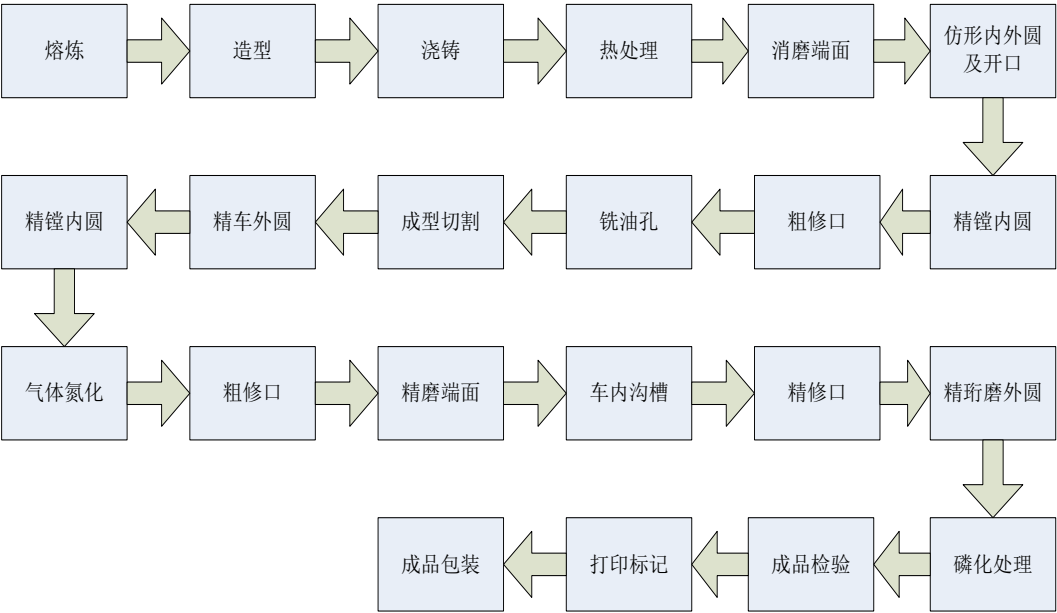 熔炼
造型
浇铸
热处理
消磨端面
仿形内外圆
及开口
精镗内圆
粗修口
铣油孔
成型切割
精车外圆
精镗内圆
气体氮化
粗修口
精磨端面
车内沟槽
精修口
精珩磨外圆
磷化处理
成品检验
打印标记
成品包装